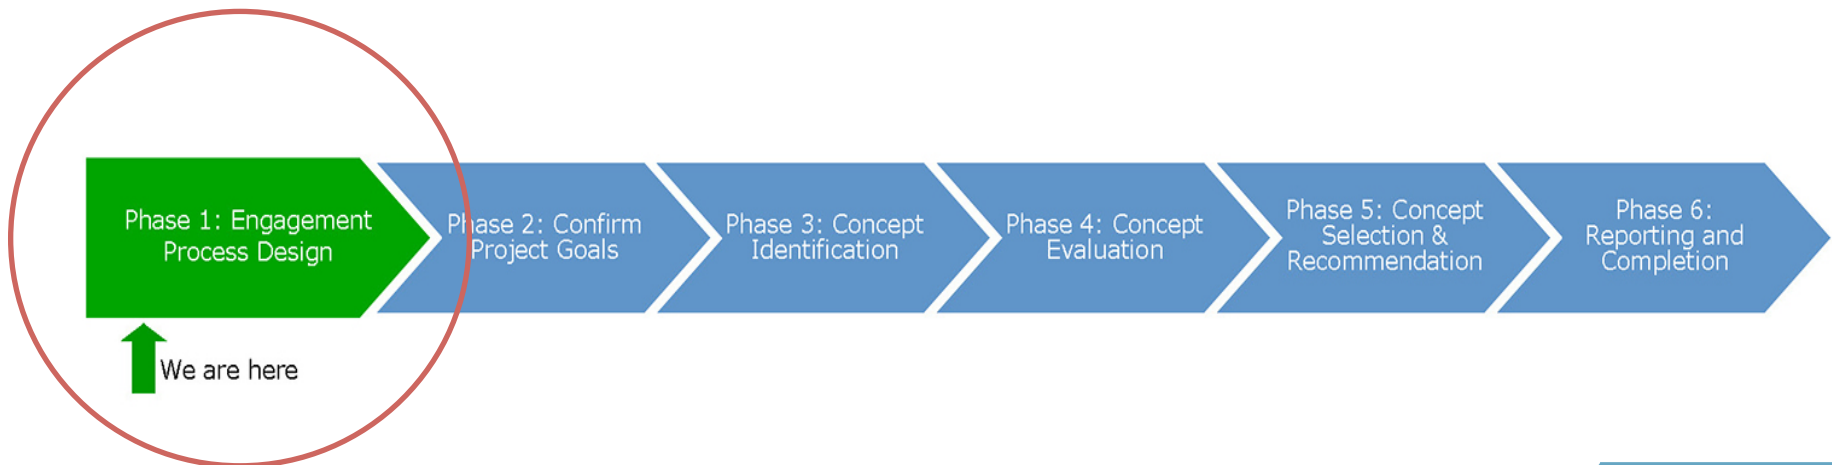 Phase 1: Engagement
Process Design
Phase 2: Confirm
Project Goals
Phase 3: Concept
Identification
Phase 4: Concept
Evaluation
Phase 5: Concept
Selection &
Recommendation
Phase 6:
Reporting and
Completion
We are here